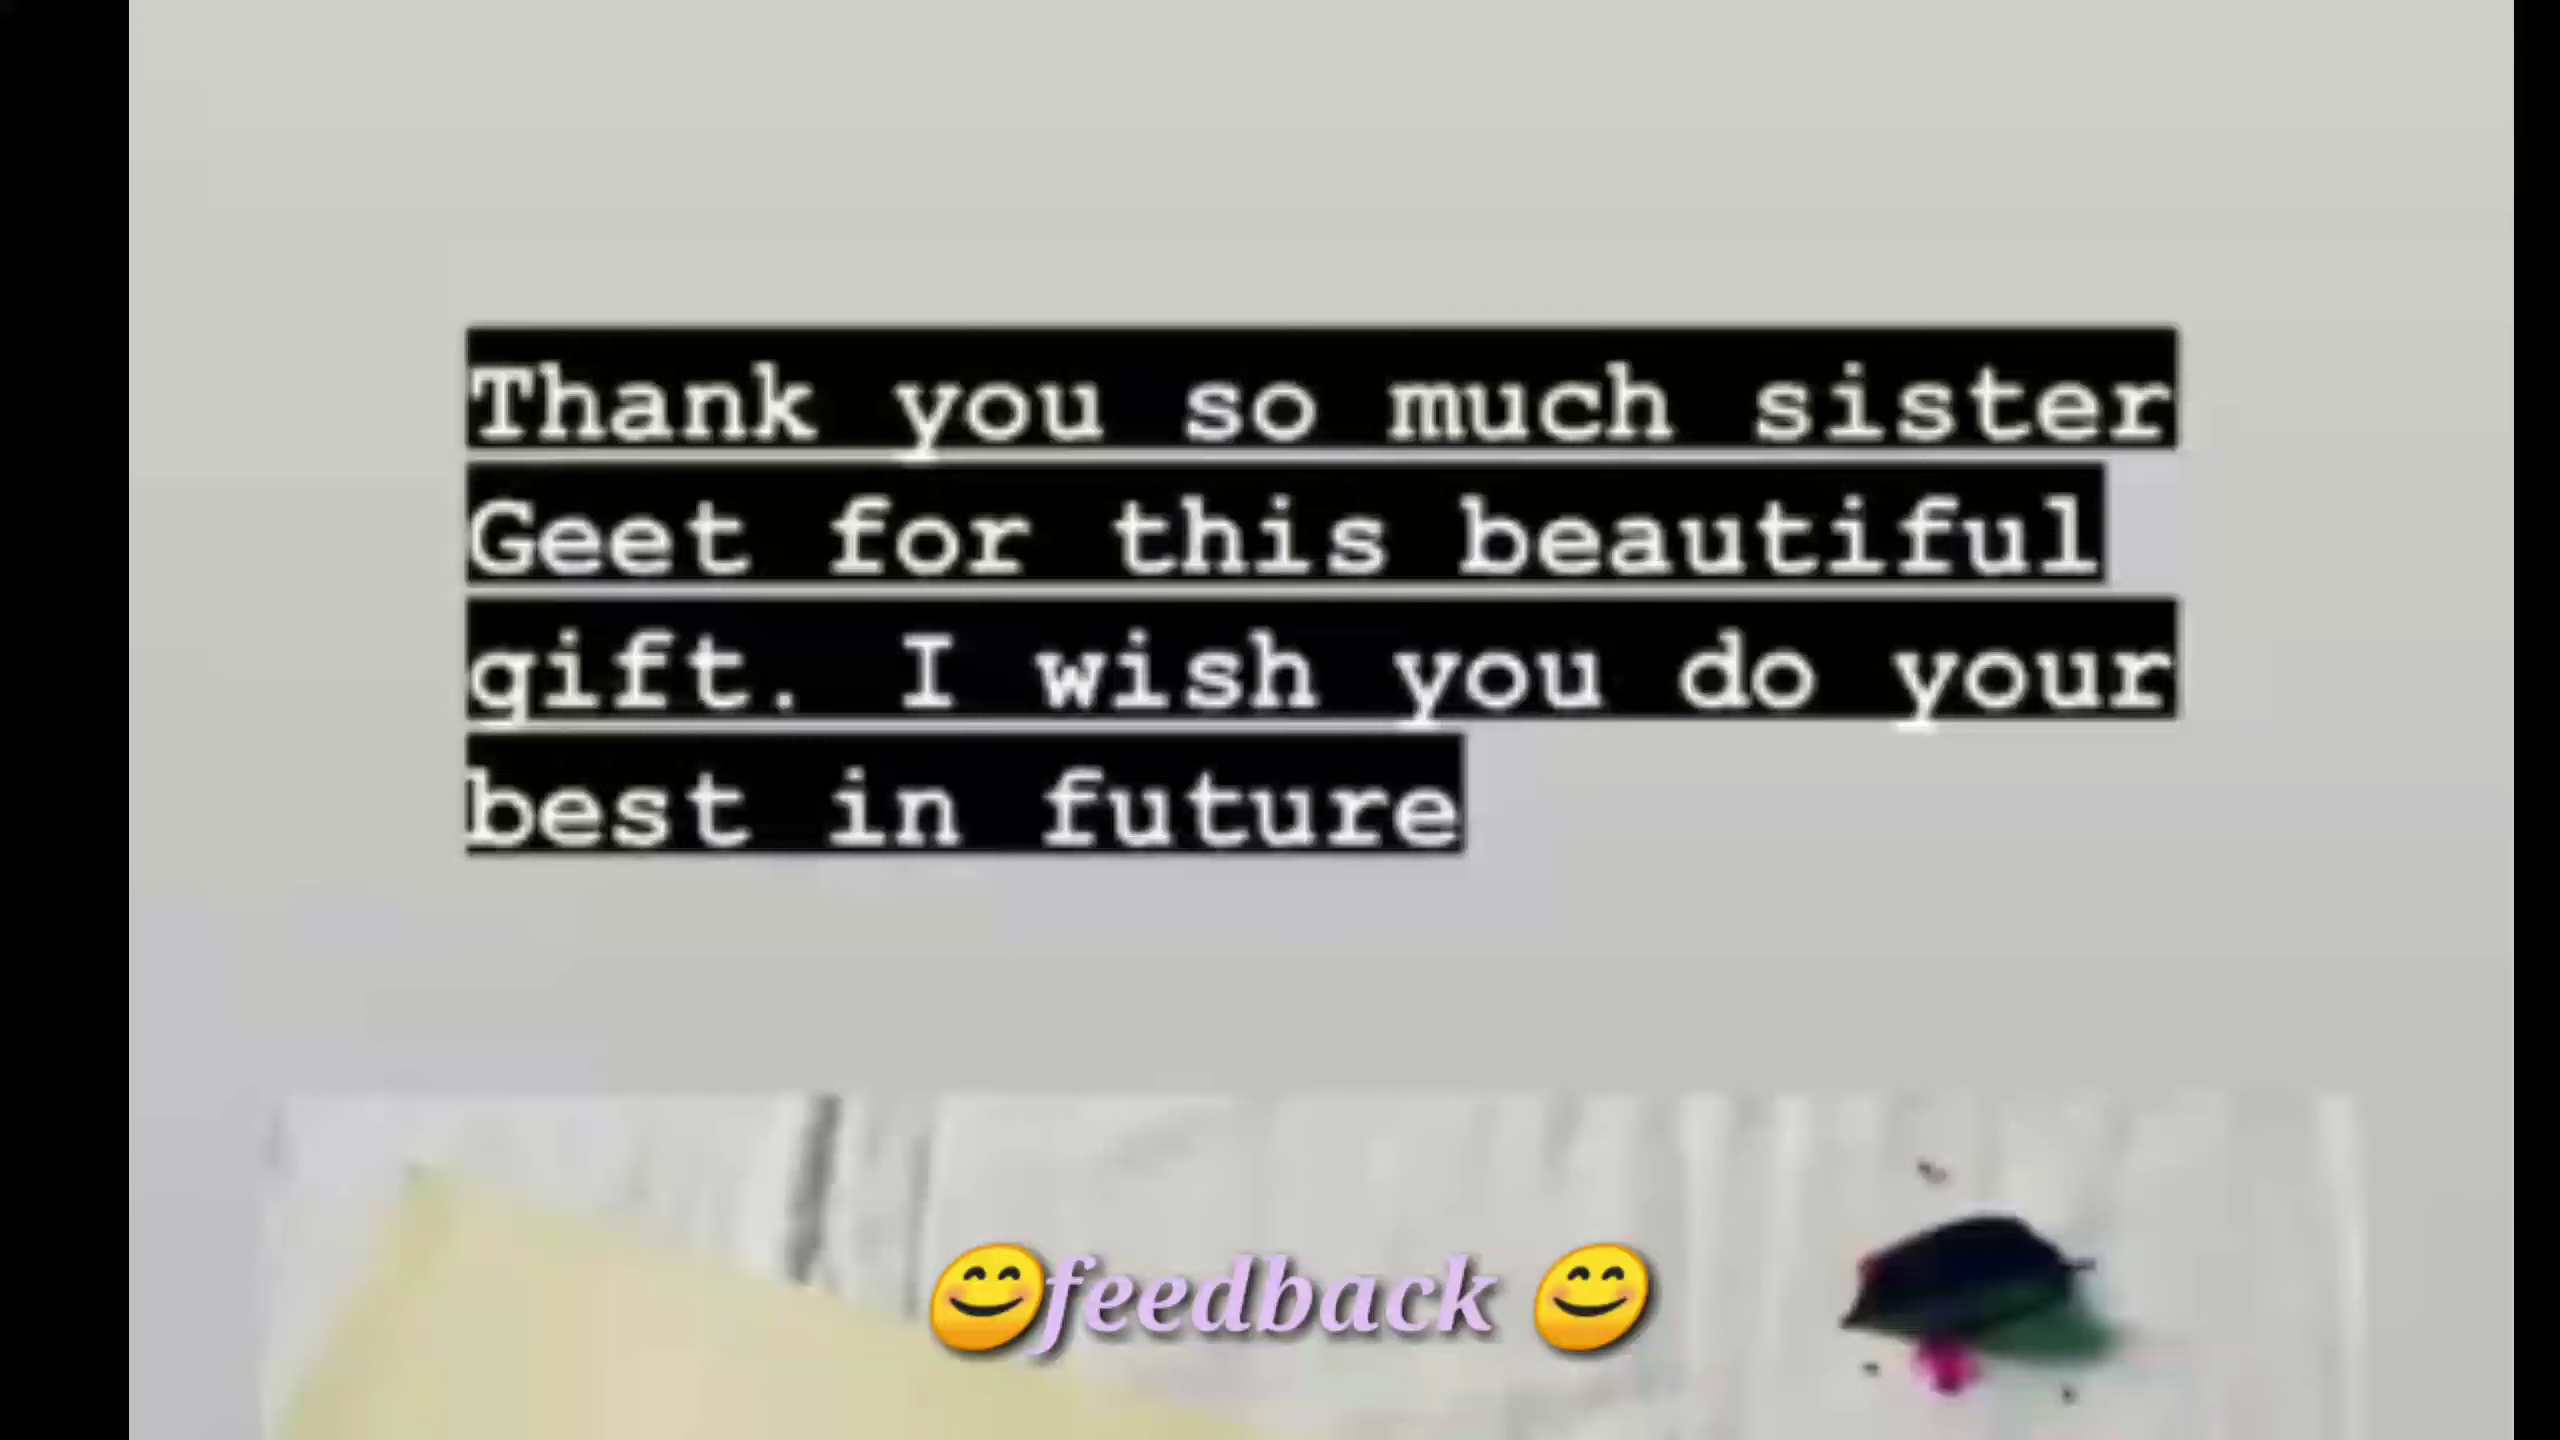 Thank you so much sister
Geet for this beautiful
gift. I wish you do your
best in future
😊feedback 😊